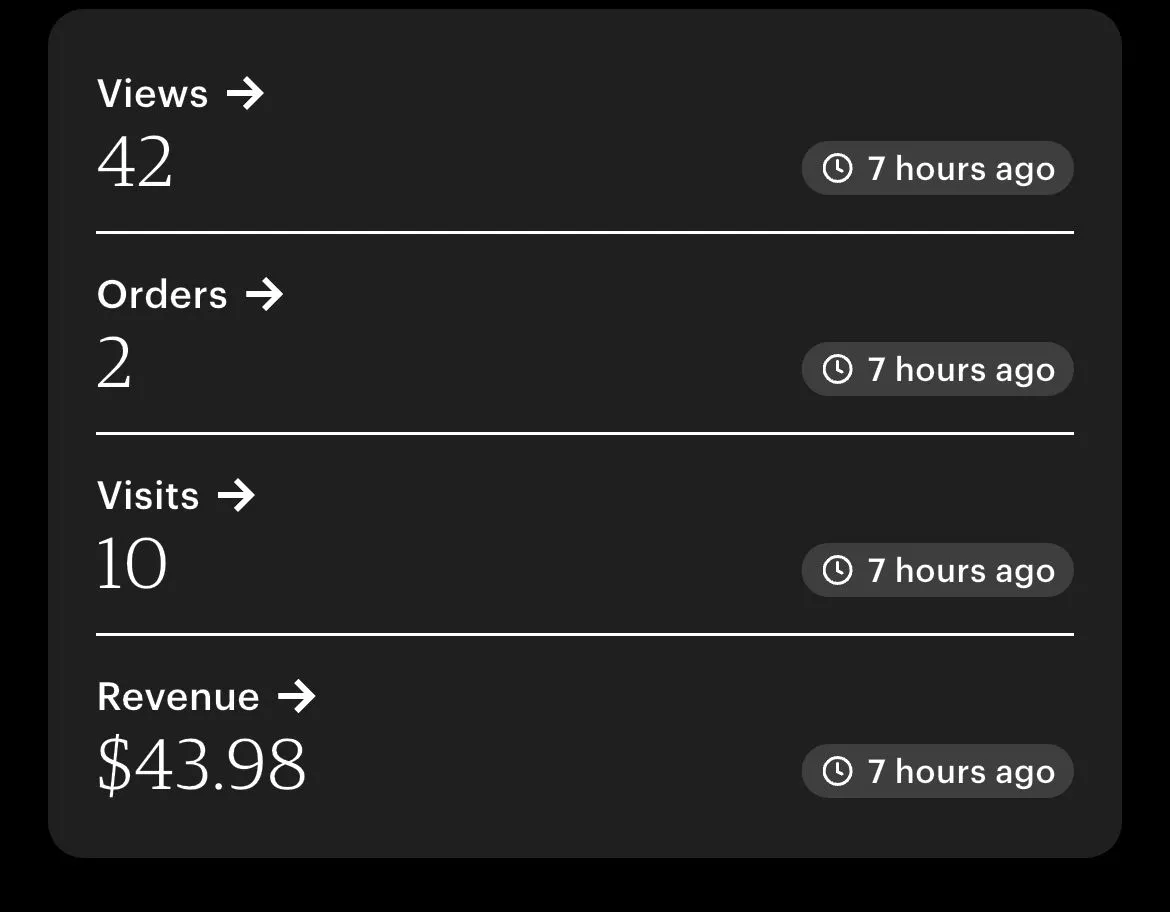 Views →
42
7 hours ago
Orders →
2
7 hours ago
Visits →
10
7 hours ago
Revenue →
$43.98
7 hours ago